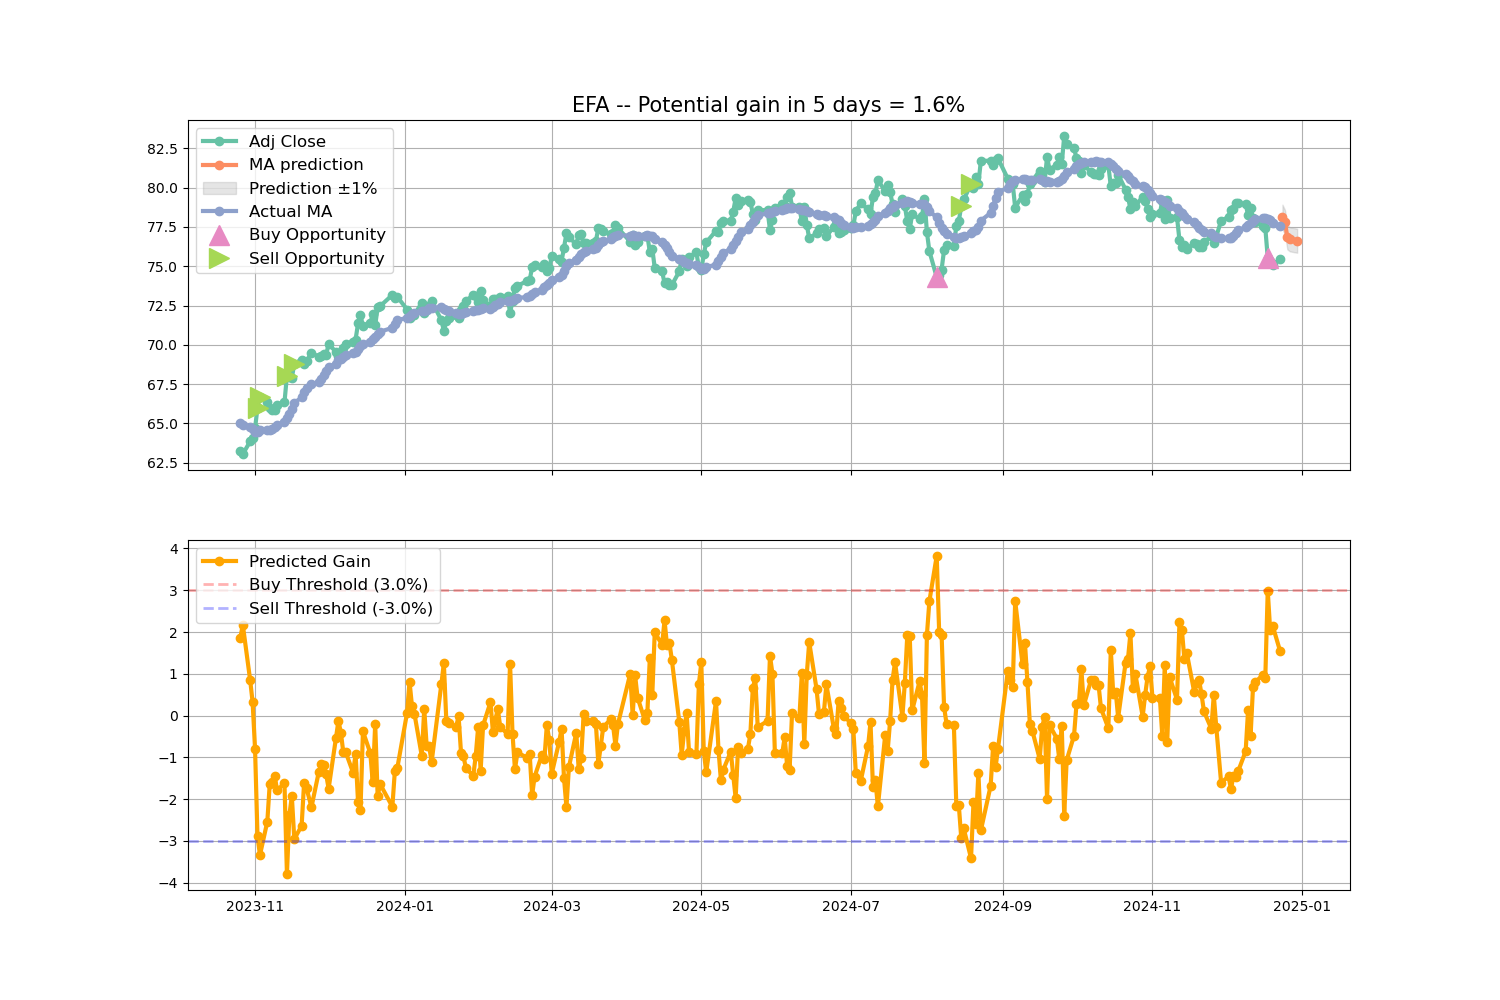 EFA -- Potential gain in 5 days = 1.6%
82.5
80.0
77.5
75.0
72.5
70.0
67.5
65.0
62.5
Adj Close
MA prediction
Prediction ±1%
Actual MA
Buy Opportunity
Sell Opportunity
4
3
2
1
0
−1
−2
−3
−4
Predicted Gain
Buy Threshold (3.0%)
Sell Threshold (-3.0%)
2023-11
2024-01
2024-03
2024-05
2024-07
2024-09
2024-11
2025-01